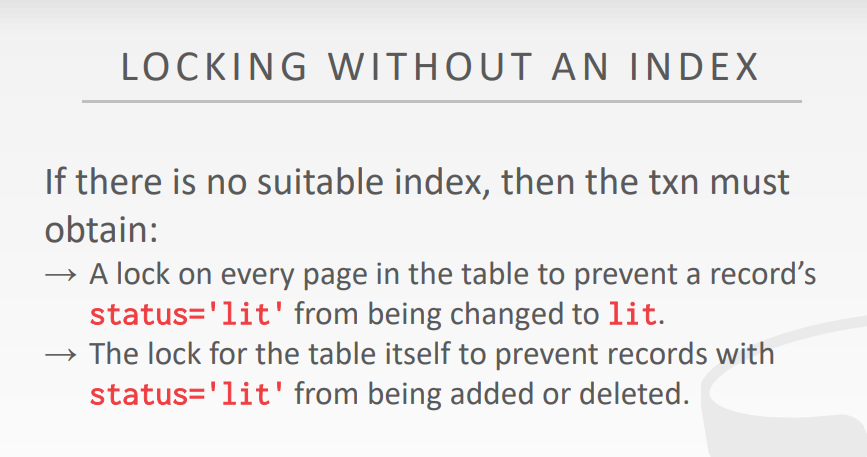 LOCKING WITHOUT AN INDEX
If there is no suitable index, then the txn must
obtain:
→ A lock on every page in the table to prevent a record’s
status='lit' from being changed to lit.
→ The lock for the table itself to prevent records with
status='lit' from being added or deleted.